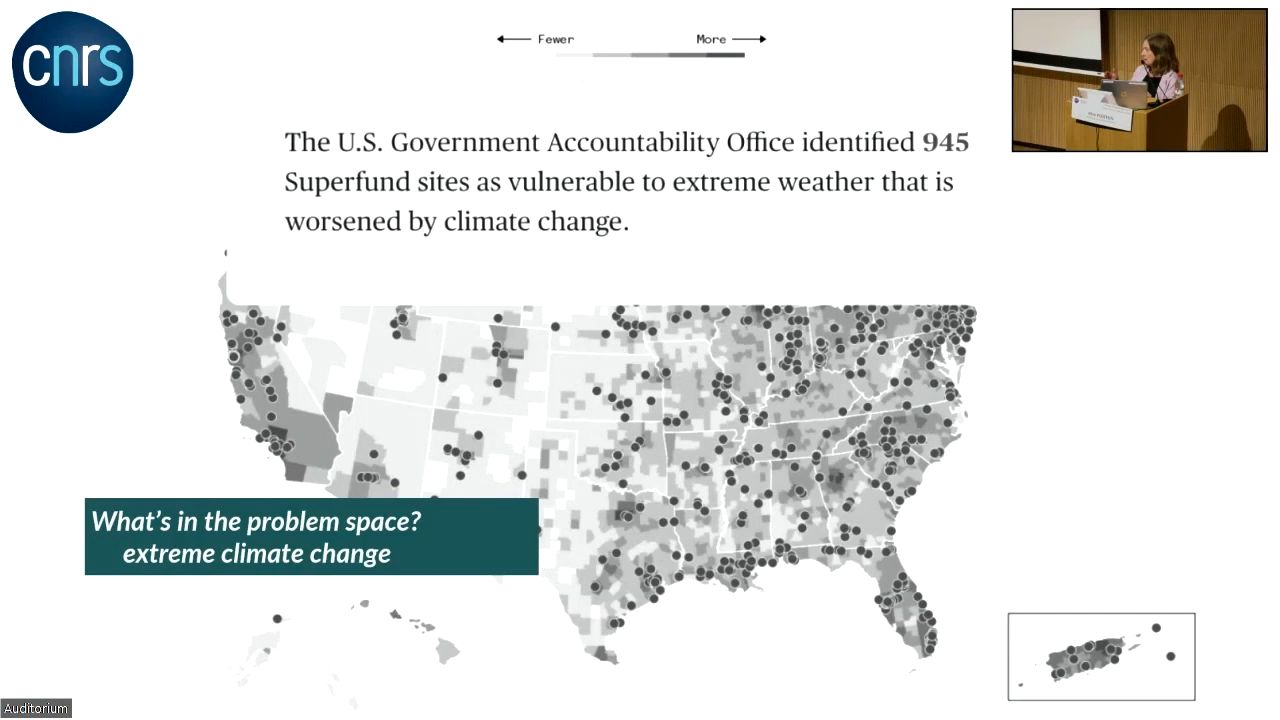 cnrs
Fewer
More
The U.S. Government Accountability Office identified 945
Superfund sites as vulnerable to extreme weather that is
worsened by climate change.
What’s in the problem space?
extreme climate change
Auditorium